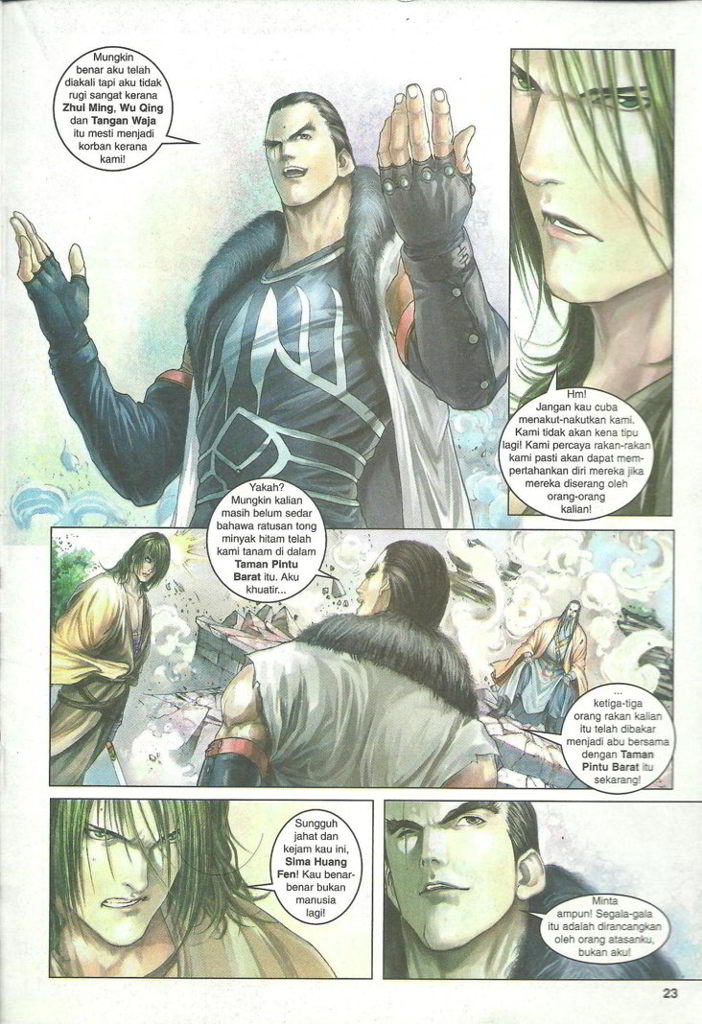 Mungkin
benar aku telah
diakali tapi aku tidak
rugi sangat kerana
Zhui Ming, Wu Qing
dan Tangan Waja
itu mesti menjadi
korban kerana
kami!
Hm!
Jangan kau cuba
menakut-nakutkan kami.
Kami tidak akan kena tipu
lagi! Kami percaya rakan-rakan
kami pasti akan dapat mem-
pertahankan diri mereka jika
mereka diserang oleh
orang-orang
kalian!
Yakah?
Mungkin kalian
masih belum sedar
bahawa ratusan tong
minyak hitam telah
kami tanam di dalam
Taman Pintu
Barat itu. Aku
khuatir...
...
ketiga-tiga
orang rakan kalian
itu telah dibakar
menjadi abu bersama
dengan Taman
Pintu Barat itu
sekarang!
Sungguh
jahat dan
kejam kau ini,
Sima Huang
Fen! Kau benar-
benar bukan
manusia
lagi!
Minta
ampun! Segala-gala
itu adalah dirancangkan
oleh orang atasanku,
bukan aku!
23